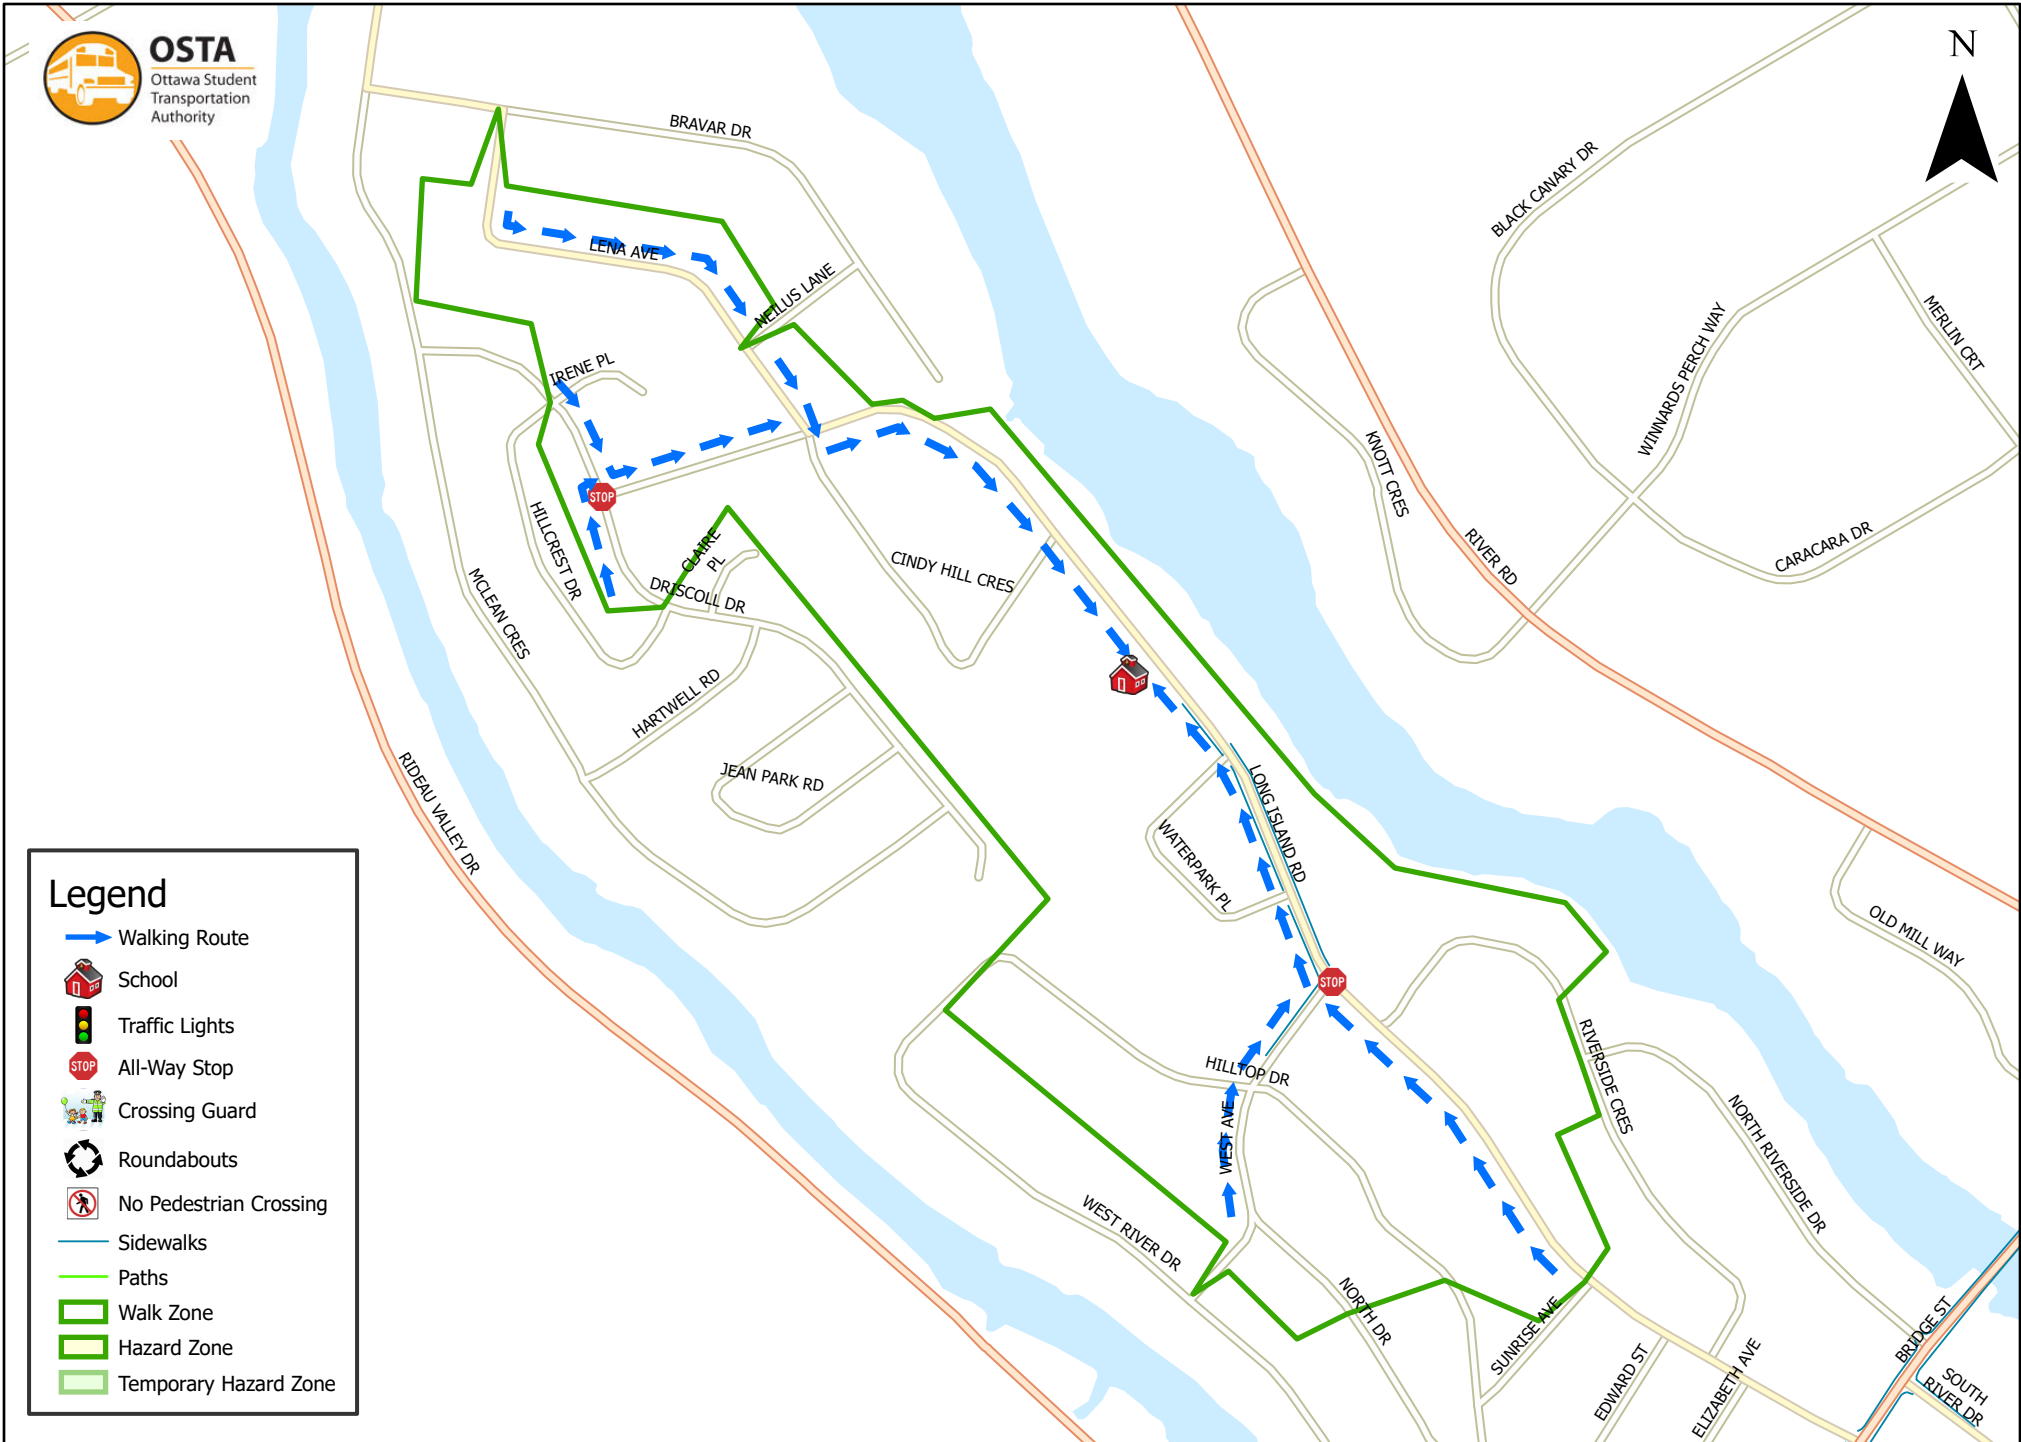 OSTA
Ottawa Student
Transportation
Authority
N
BRAVAR DR
BLACK CANARY DR
LENA AVE
NEILUS LANE
MERLIN CRT
WINNARDS PERCH WAY
IRENE PL
KNOTT CRES
RIVER RD
CARACARA DR
STOP
HILLCREST DR
CLAIRE
PL
CINDY HILL CRES
DRISCOLL DR
MCLEAN CRES
HARTWELL RD
JEAN PARK RD
RIDEAU VALLEY DR
LONG ISLAND RD
WATERPARK PL
OLD MILL WAY
STOP
HILLTOP DR
WEST AVE
RIVERSIDE CRES
NORTH RIVERSIDE DR
WEST RIVER DR
NORTH DR
SUNRISE AVE
EDWARD ST
ELIZABETH AVE
BRIDGE ST
SOUTH
RIVER DR
Legend
Walking Route
School
Traffic Lights
STOP All-Way Stop
Crossing Guard
Roundabouts
No Pedestrian Crossing
Sidewalks
Paths
Walk Zone
Hazard Zone
Temporary Hazard Zone